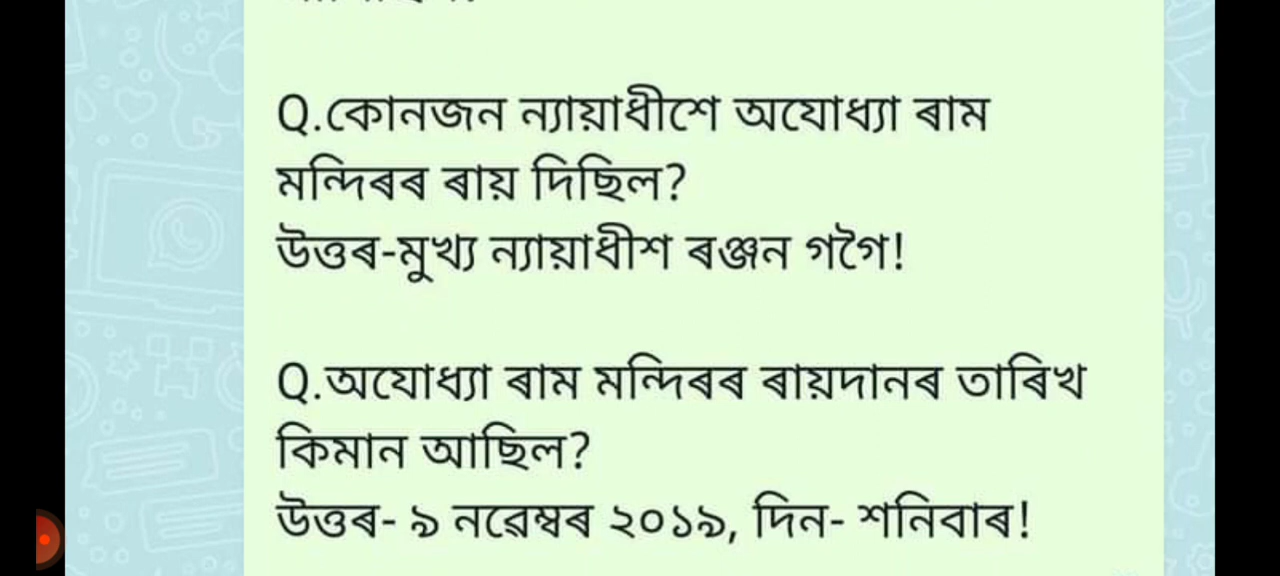 Q.কোনজন ন্যায়াধীশে অযোধ্যা ৰাম
মন্দিৰৰ ৰায় দিছিল?
উত্তৰ-মুখ্য ন্যায়াধীশ ৰঞ্জন গগৈ!
Q.অযোধ্যা ৰাম মন্দিৰৰ ৰায়দানৰ তাৰিখ
কিমান আছিল?
উত্তৰ- ৯ নৱেম্বৰ ২০১৯, দিন- শনিবাৰ!